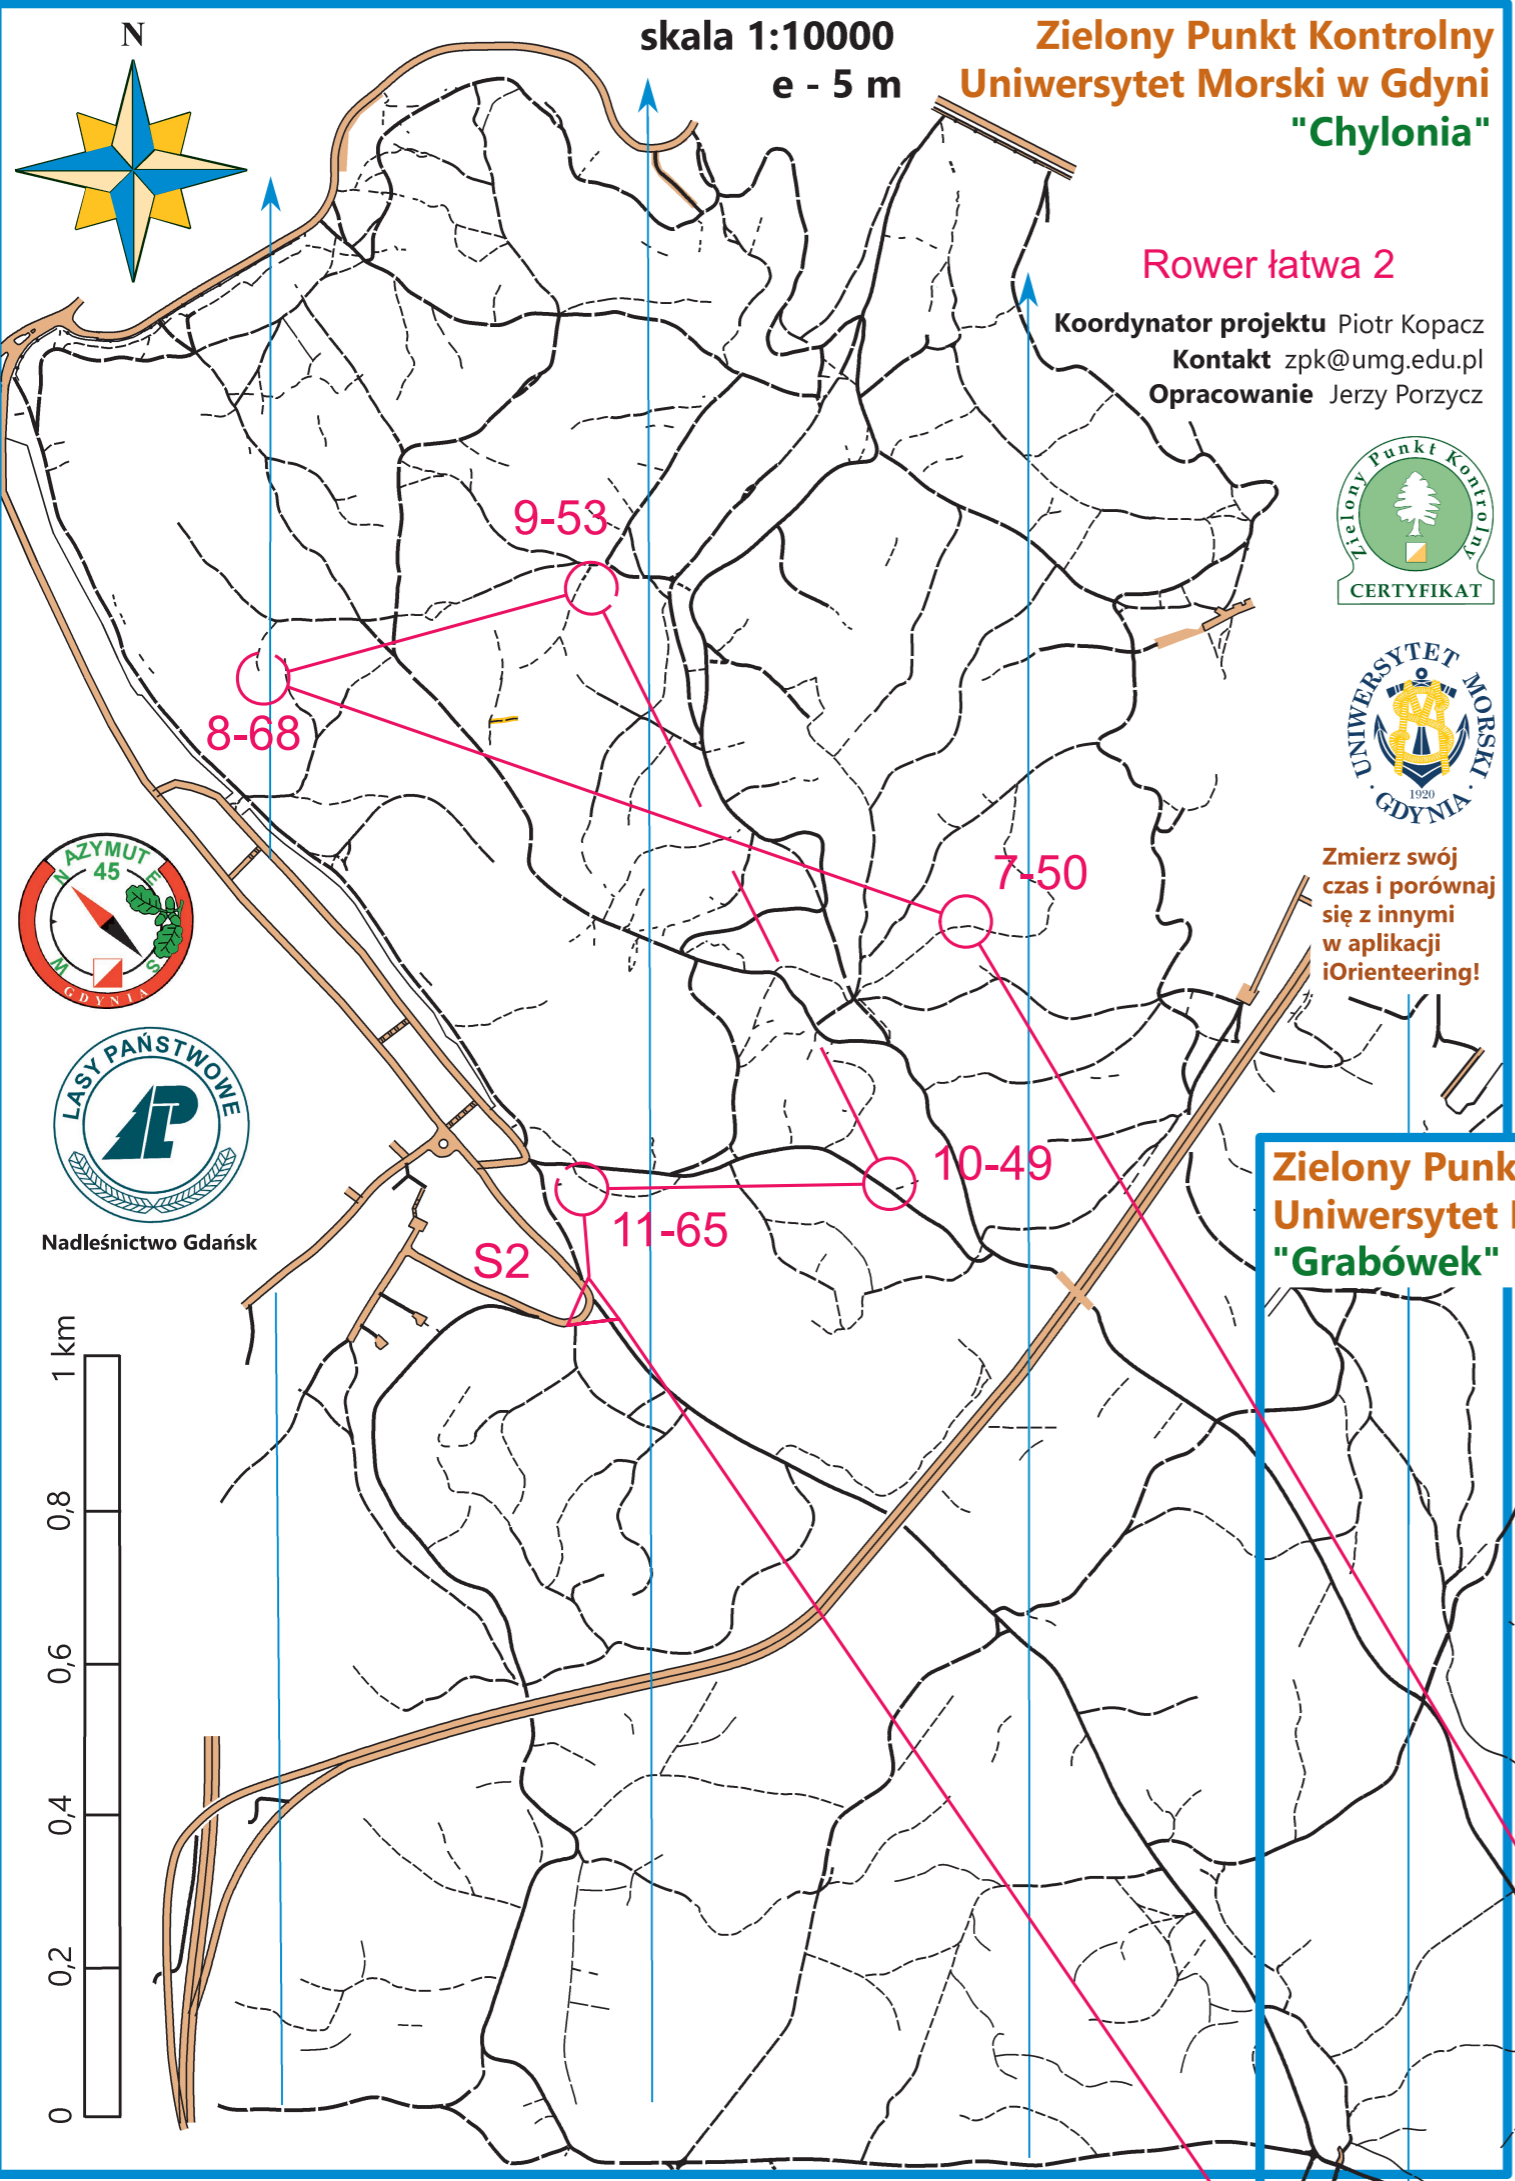 N
skala 1:10000
e - 5 m
Zielony Punkt Kontrolny
Uniwersytet Morski w Gdyni
"Chylonia"
Rower łatwa 2
Koordynator projektu Piotr Kopacz
Kontakt zpk@umg.edu.pl
Opracowanie Jerzy Porzycz
Zielony Punkt Kontrolny
CERTYFIKAT
9-53
8-68
UNIWERSYTET MORSKI
1920
· GDYNIA ·
7-50
Zmierz swój
czas i porównaj
się z innymi
w aplikacji
iOrienteering!
AZYMUT
45
N
E
W
S
GDYNIA
LASY PAŃSTWOWE
Nadleśnictwo Gdańsk
10-49
11-65
S2
Zielony Punk
Uniwersytet
"Grabówek"
1 km
0,8
0,6
0,4
0,2
0